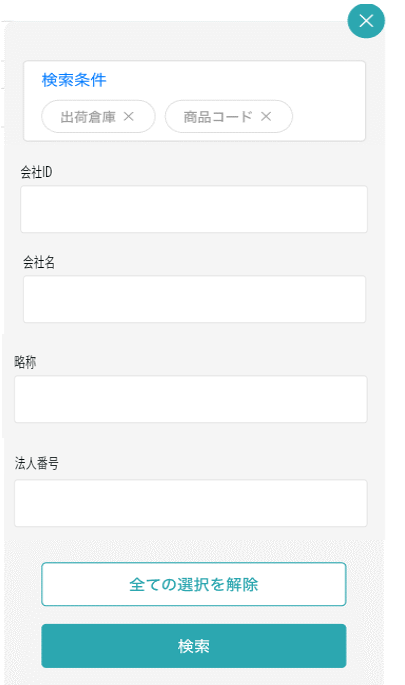 検索条件
出荷倉庫 × 商品コード ×
会社ID
会社名
略称
法人番号
全ての選択を解除
検索